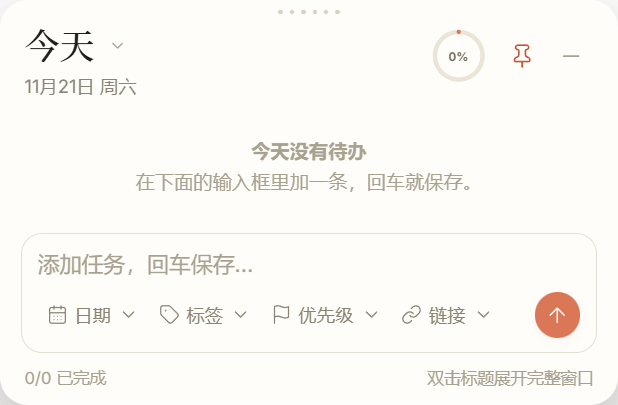 今天
0%
11月21日 周六
今天没有待办
在下面的输入框里加一条，回车就保存。
添加任务，回车保存...
日期 标签 优先级 链接
0/0 已完成 双击标题展开完整窗口